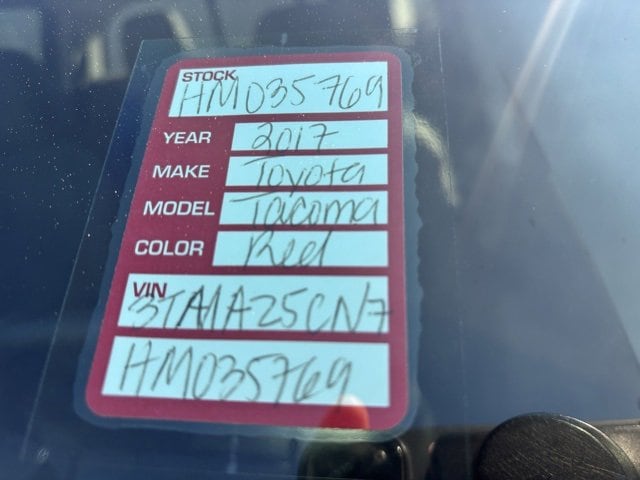 STOCK
HM035769
YEAR 2017
MAKE Toyota
MODEL Tacoma
COLOR Red
VIN
3TMAZ5CN7
HM035769